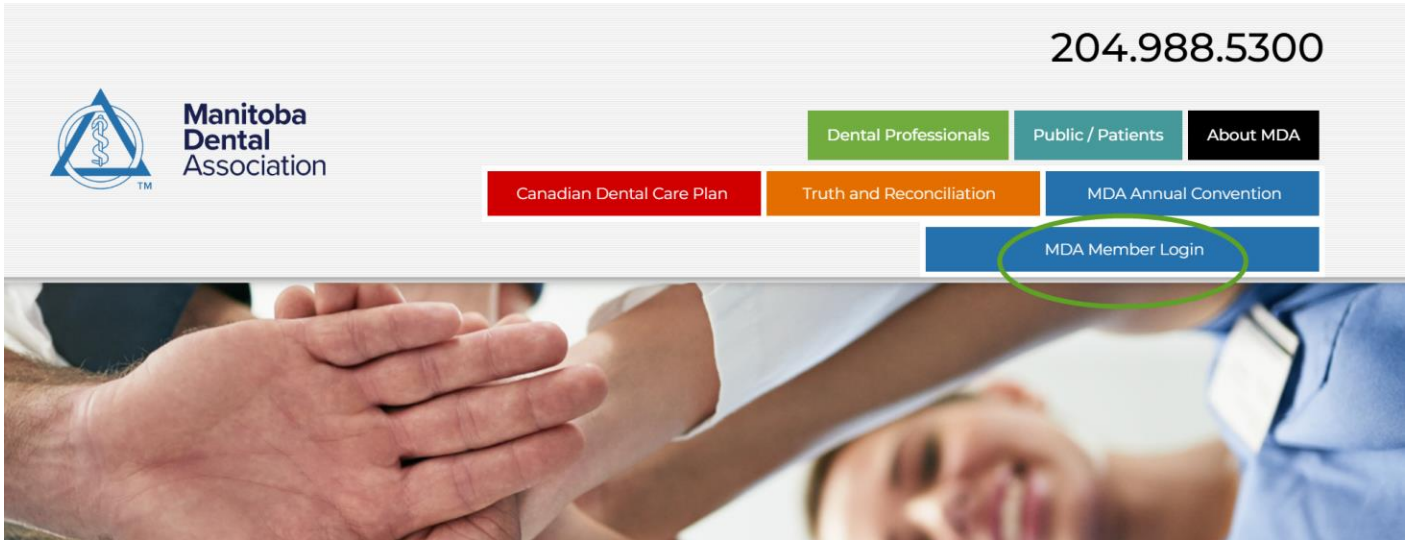 204.988.5300
Manitoba
Dental
Association
TM
Dental Professionals
Public / Patients
About MDA
Canadian Dental Care Plan
Truth and Reconciliation
MDA Annual Convention
MDA Member Login